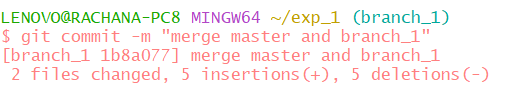 LENOVO@RACHANA-PC8 MINGW64 ~/exp_1 (branch_1)
$ git commit -m "merge master and branch_1"
[branch_1 1b8a077] merge master and branch_1
 2 files changed, 5 insertions(+), 5 deletions(-)